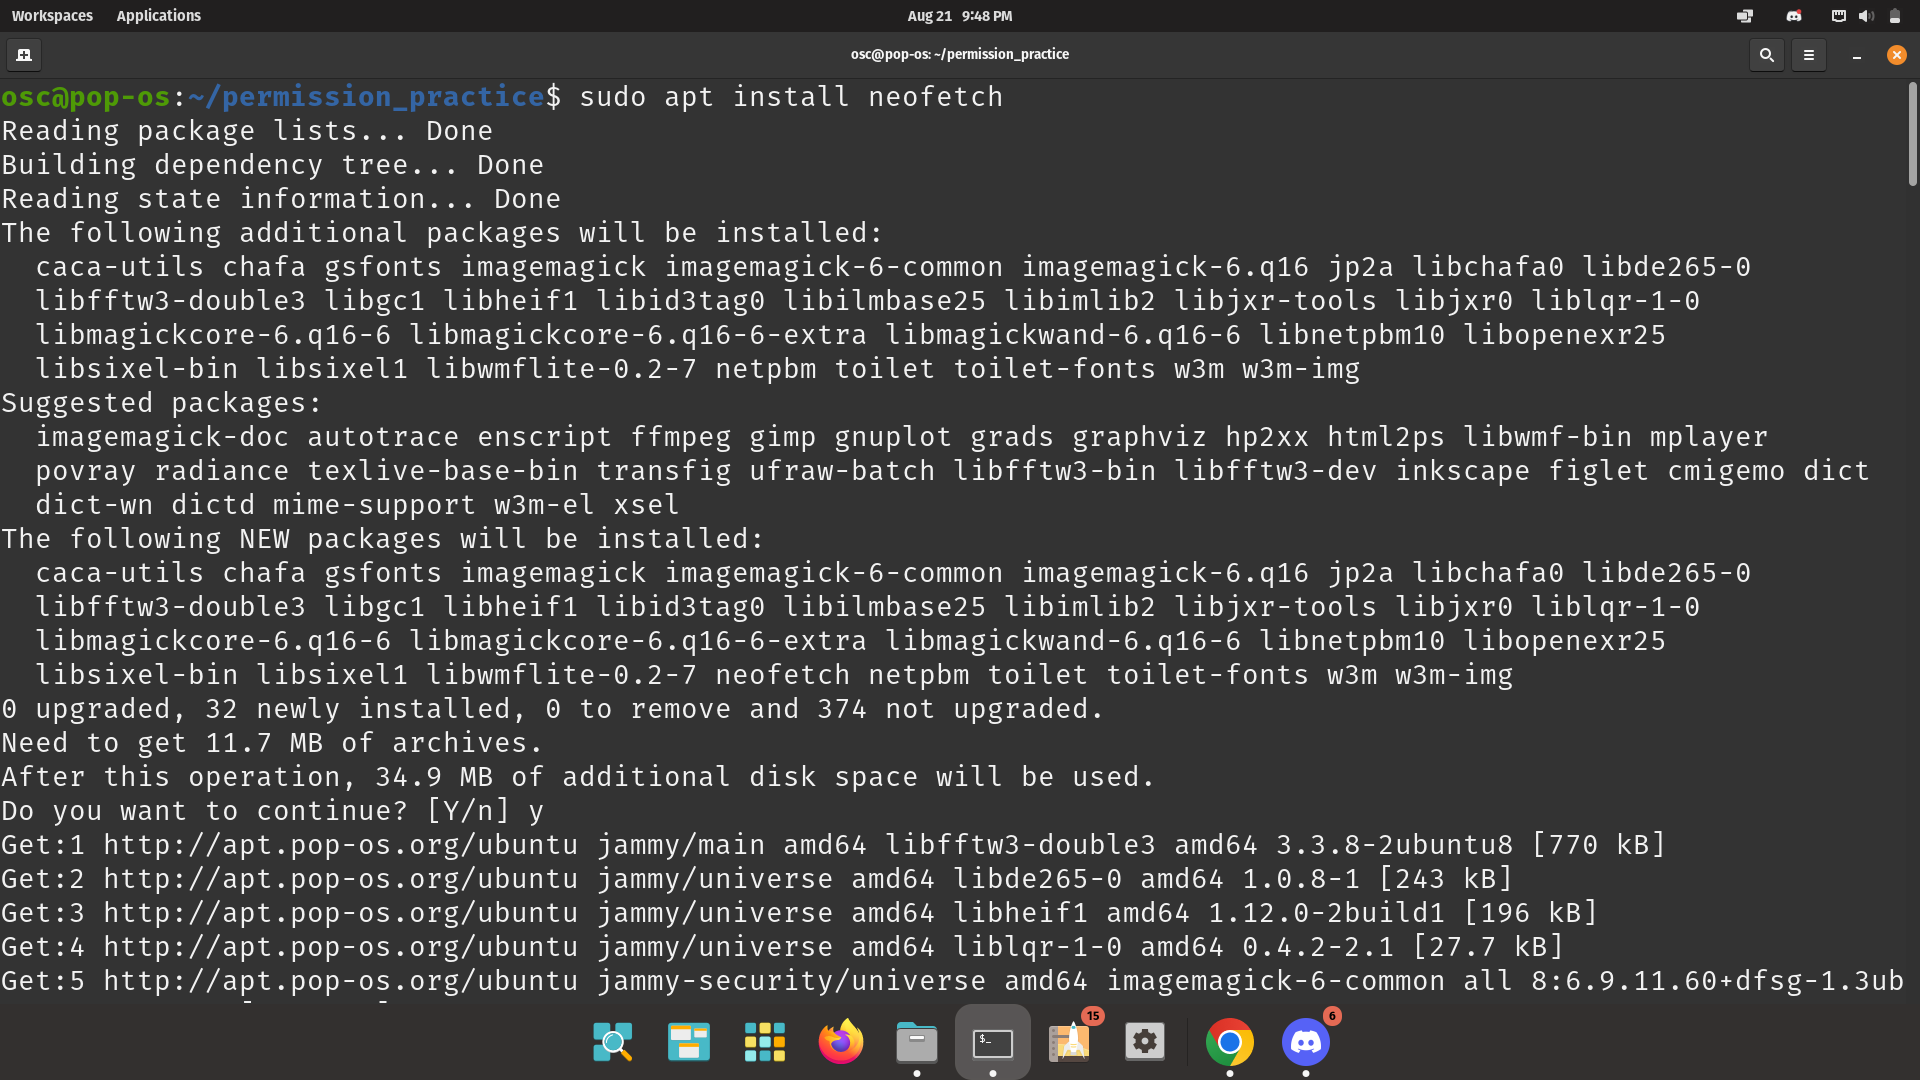 Workspaces Applications Aug 21 9:48 PM
osc@pop-os: ~/permission_practice
osc@pop-os:~/permission_practice$ sudo apt install neofetch
Reading package lists... Done
Building dependency tree... Done
Reading state information... Done
The following additional packages will be installed:
  caca-utils chafa gsfonts imagemagick imagemagick-6-common imagemagick-6.q16 jp2a libchafa0 libde265-0
  libfftw3-double3 libgc1 libheif1 libid3tag0 libilmbase25 libimlib2 libjxr-tools libjxr0 liblqr-1-0
  libmagickcore-6.q16-6 libmagickcore-6.q16-6-extra libmagickwand-6.q16-6 libnetpbm10 libopenexr25
  libsixel-bin libsixel1 libwmflite-0.2-7 netpbm toilet toilet-fonts w3m w3m-img
Suggested packages:
  imagemagick-doc autotrace enscript ffmpeg gimp gnuplot grads graphviz hp2xx html2ps libwmf-bin mplayer
  povray radiance texlive-base-bin transfig ufraw-batch libfftw3-bin libfftw3-dev inkscape figlet cmigemo dict
  dict-wn dictd mime-support w3m-el xsel
The following NEW packages will be installed:
  caca-utils chafa gsfonts imagemagick imagemagick-6-common imagemagick-6.q16 jp2a libchafa0 libde265-0
  libfftw3-double3 libgc1 libheif1 libid3tag0 libilmbase25 libimlib2 libjxr-tools libjxr0 liblqr-1-0
  libmagickcore-6.q16-6 libmagickcore-6.q16-6-extra libmagickwand-6.q16-6 libnetpbm10 libopenexr25
  libsixel-bin libsixel1 libwmflite-0.2-7 neofetch netpbm toilet toilet-fonts w3m w3m-img
0 upgraded, 32 newly installed, 0 to remove and 374 not upgraded.
Need to get 11.7 MB of archives.
After this operation, 34.9 MB of additional disk space will be used.
Do you want to continue? [Y/n] y
Get:1 http://apt.pop-os.org/ubuntu jammy/main amd64 libfftw3-double3 amd64 3.3.8-2ubuntu8 [770 kB]
Get:2 http://apt.pop-os.org/ubuntu jammy/universe amd64 libde265-0 amd64 1.0.8-1 [243 kB]
Get:3 http://apt.pop-os.org/ubuntu jammy/universe amd64 libheif1 amd64 1.12.0-2build1 [196 kB]
Get:4 http://apt.pop-os.org/ubuntu jammy/universe amd64 liblqr-1-0 amd64 0.4.2-2.1 [27.7 kB]
Get:5 http://apt.pop-os.org/ubuntu jammy-security/universe amd64 imagemagick-6-common all 8:6.9.11.60+dfsg-1.3ub
$_ 15 6